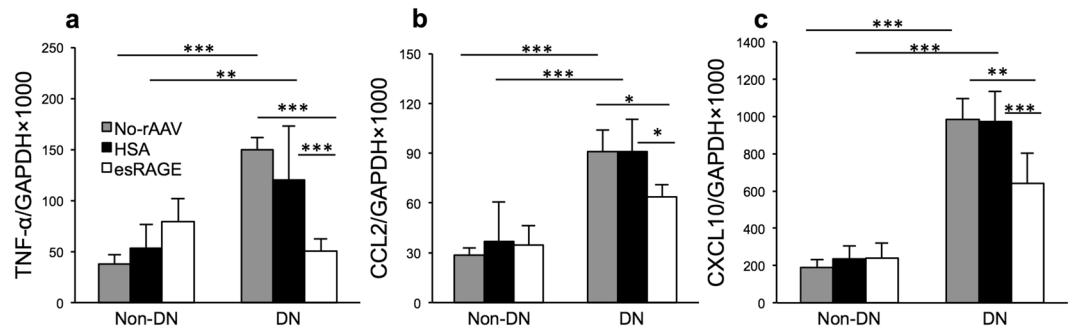 a
TNF-α/GAPDH×1000
250
200
150
100
50
0
***
**
***
***
No-rAAV
HSA
esRAGE
Non-DN
DN
b
CCL2/GAPDH×1000
150
120
90
60
30
0
***
***
*
*
Non-DN
DN
c
CXCL10/GAPDH×1000
1400
1200
1000
800
600
400
200
0
***
***
**
***
Non-DN
DN